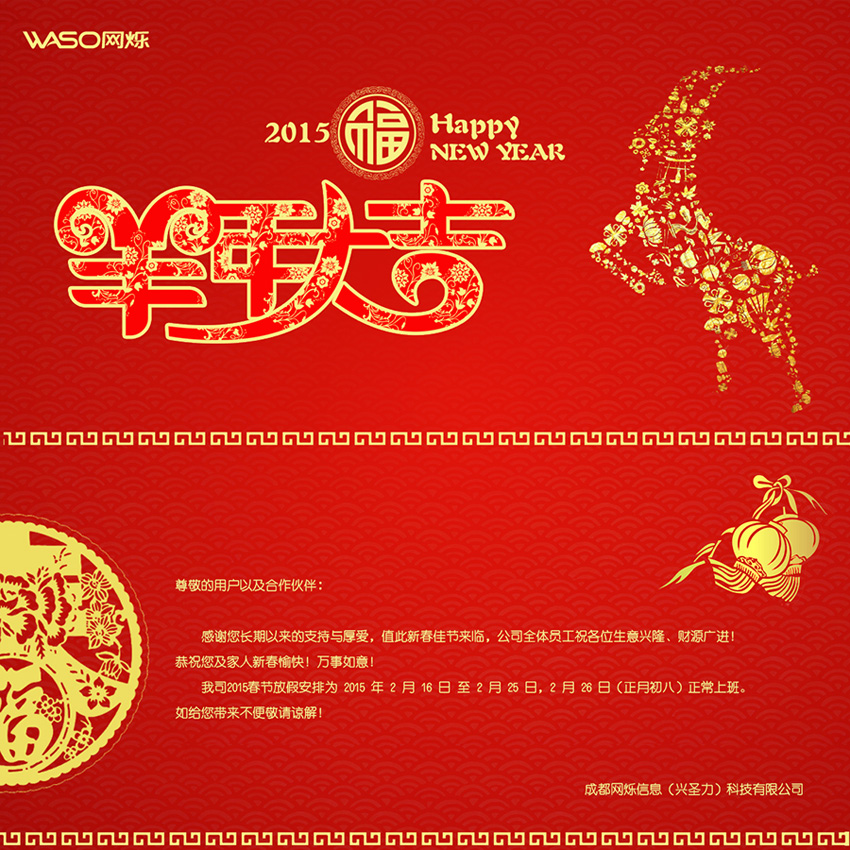 WASO网烁
2015 福 Happy
NEW YEAR
羊年大吉
尊敬的用户以及合作伙伴：
感谢您长期以来的支持与厚爱，值此新春佳节来临，公司全体员工祝各位生意兴隆、财源广进！
恭祝您及家人新春愉快！万事如意！
我司2015春节放假安排为 2015 年 2 月 16 日 至 2 月 25 日，2 月 26 日（正月初八）正常上班。
如给您带来不便敬请谅解！
福
成都网烁信息（兴圣力）科技有限公司